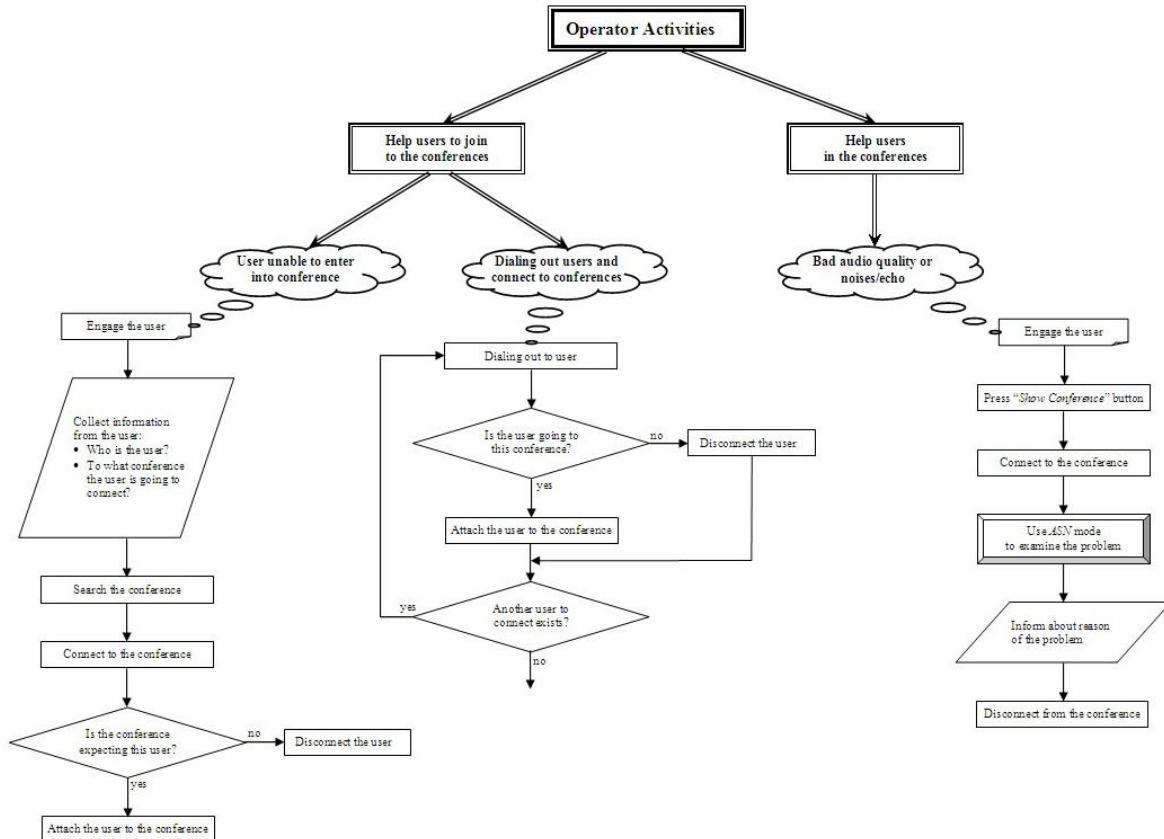 Operator Activities
Help users to join
to the conferences
Help users
in the conferences
User unable to enter
into conference
Dialing out users and
connect to conferences
Bad audio quality or
noises/echo
Engage the user
Collect information
from the user:
• Who is the user?
• To what conference
the user is going to
connect?
Search the conference
Connect to the conference
Is the conference
expecting this user?
no
Disconnect the user
yes
Attach the user to the conference
Dialing out to user
Is the user going to
this conference?
no
Disconnect the user
yes
Attach the user to the conference
Another user to
connect exists?
yes
no
Engage the user
Press “Show Conference” button
Connect to the conference
Use ASN mode
to examine the problem
Inform about reason
of the problem
Disconnect from the conference